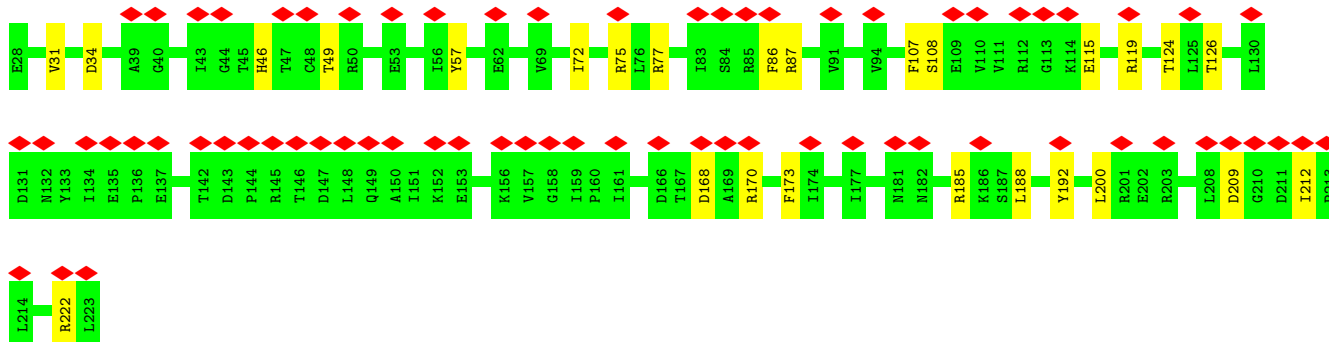 E28 V31 D34 A39 G40 I43 G44 T45 H46 T47 C48 T49 R50 E53 I56 Y57 E62 V69 I72 R75 L76 R77 I83 S84 R85 F86 R87 V91 V94 F107 S108 E109 V110 V111 R112 G113 K114 E115 R119 T124 L125 T126 L130
D131 N132 Y133 I134 E135 P136 E137 T142 D143 P144 R145 T146 D147 L148 Q149 A150 I151 K152 E153 K156 V157 G158 I159 P160 I161 D166 T167 D168 A169 R170 F173 I174 I177 N181 N182 R185 K186 S187 L188 Y192 L200 R201 E202 R203 L208 D209 G210 D211 I212
L214 R222 L223